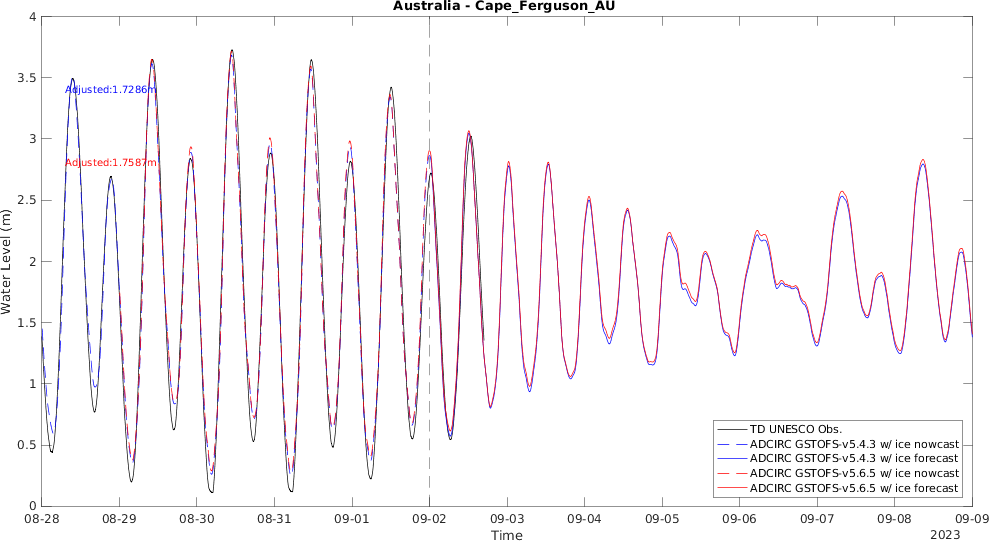 Australia - Cape_Ferguson_AU
4
3.5
3
2.5
2
1.5
1
0.5
0
Water Level (m)
Adjusted:1.7286m
Adjusted:1.7587m
TD UNESCO Obs.
ADCIRC GSTOFS-v5.4.3 w/ ice nowcast
ADCIRC GSTOFS-v5.4.3 w/ ice forecast
ADCIRC GSTOFS-v5.6.5 w/ ice nowcast
ADCIRC GSTOFS-v5.6.5 w/ ice forecast
08-28 08-29 08-30 08-31 09-01 09-02 09-03 09-04 09-05 09-06 09-07 09-08 09-09
Time
2023